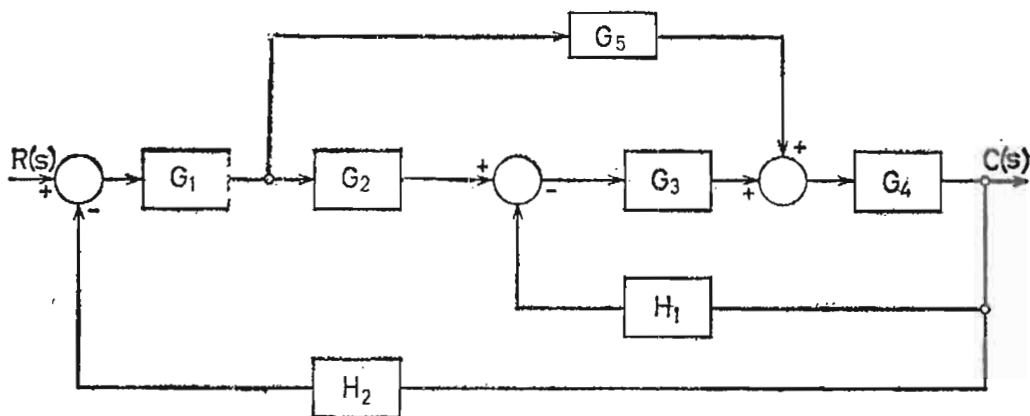 G5
R(s)
+
-
G1
G2
+
-
G3
+
+
G4
C(s)
H1
H2